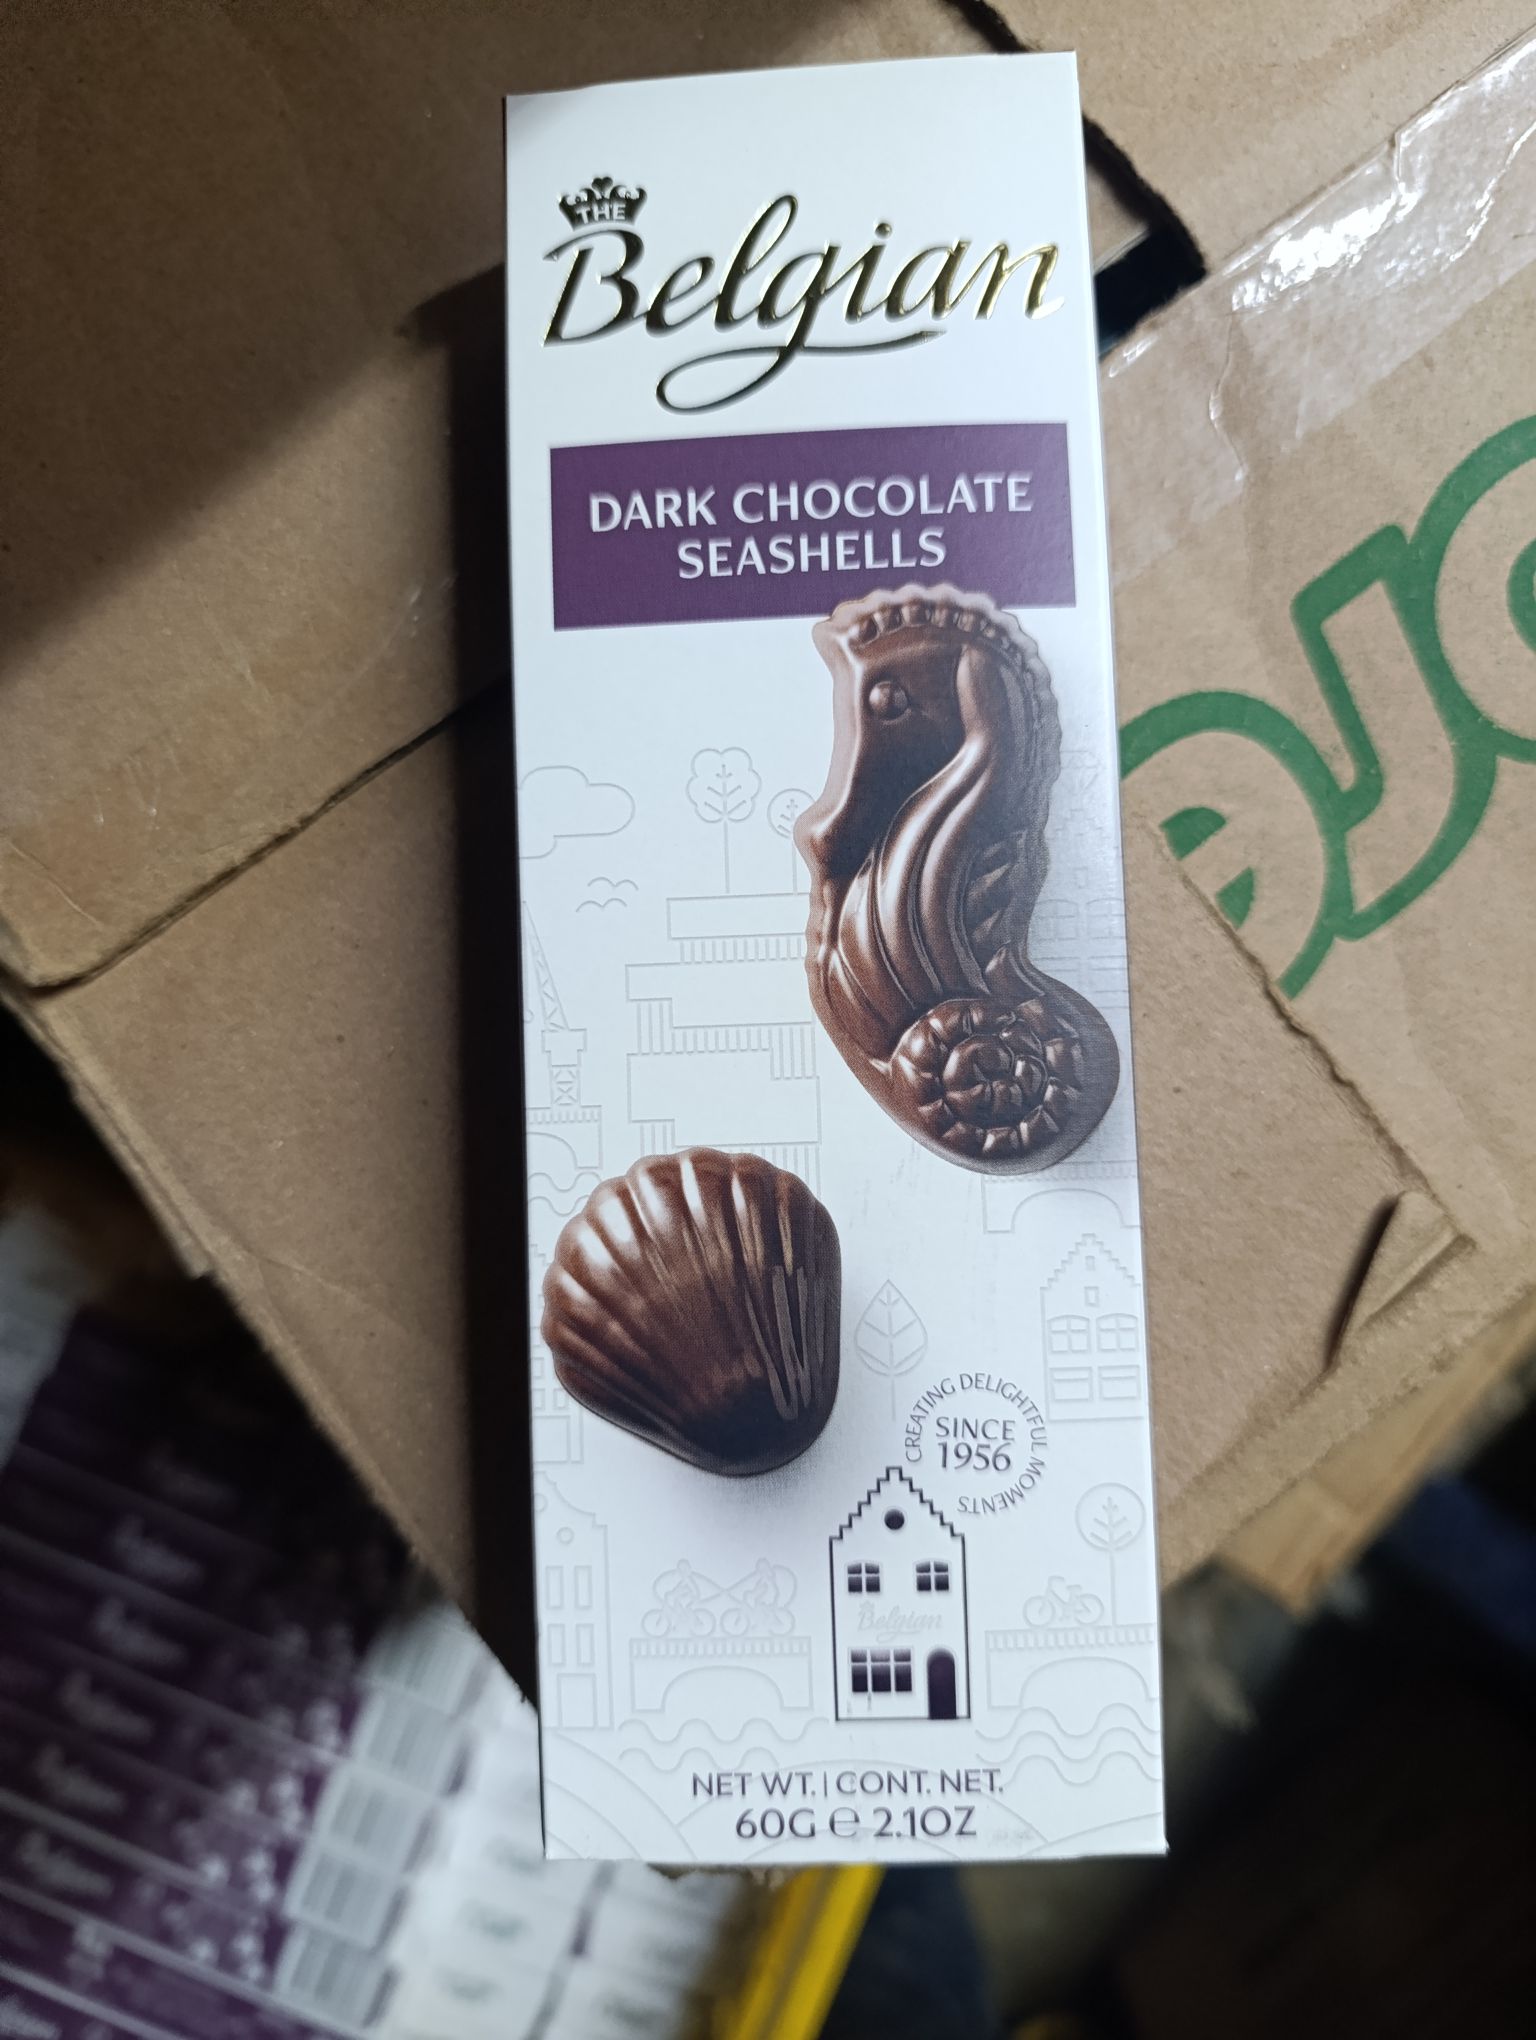 THE
Belgian
DARK CHOCOLATE
SEASHELLS
CREATING DELIGHTFUL MOMENTS
SINCE
1956
Belgian
NET WT. | CONT. NET.
60G ℮ 2.1OZ